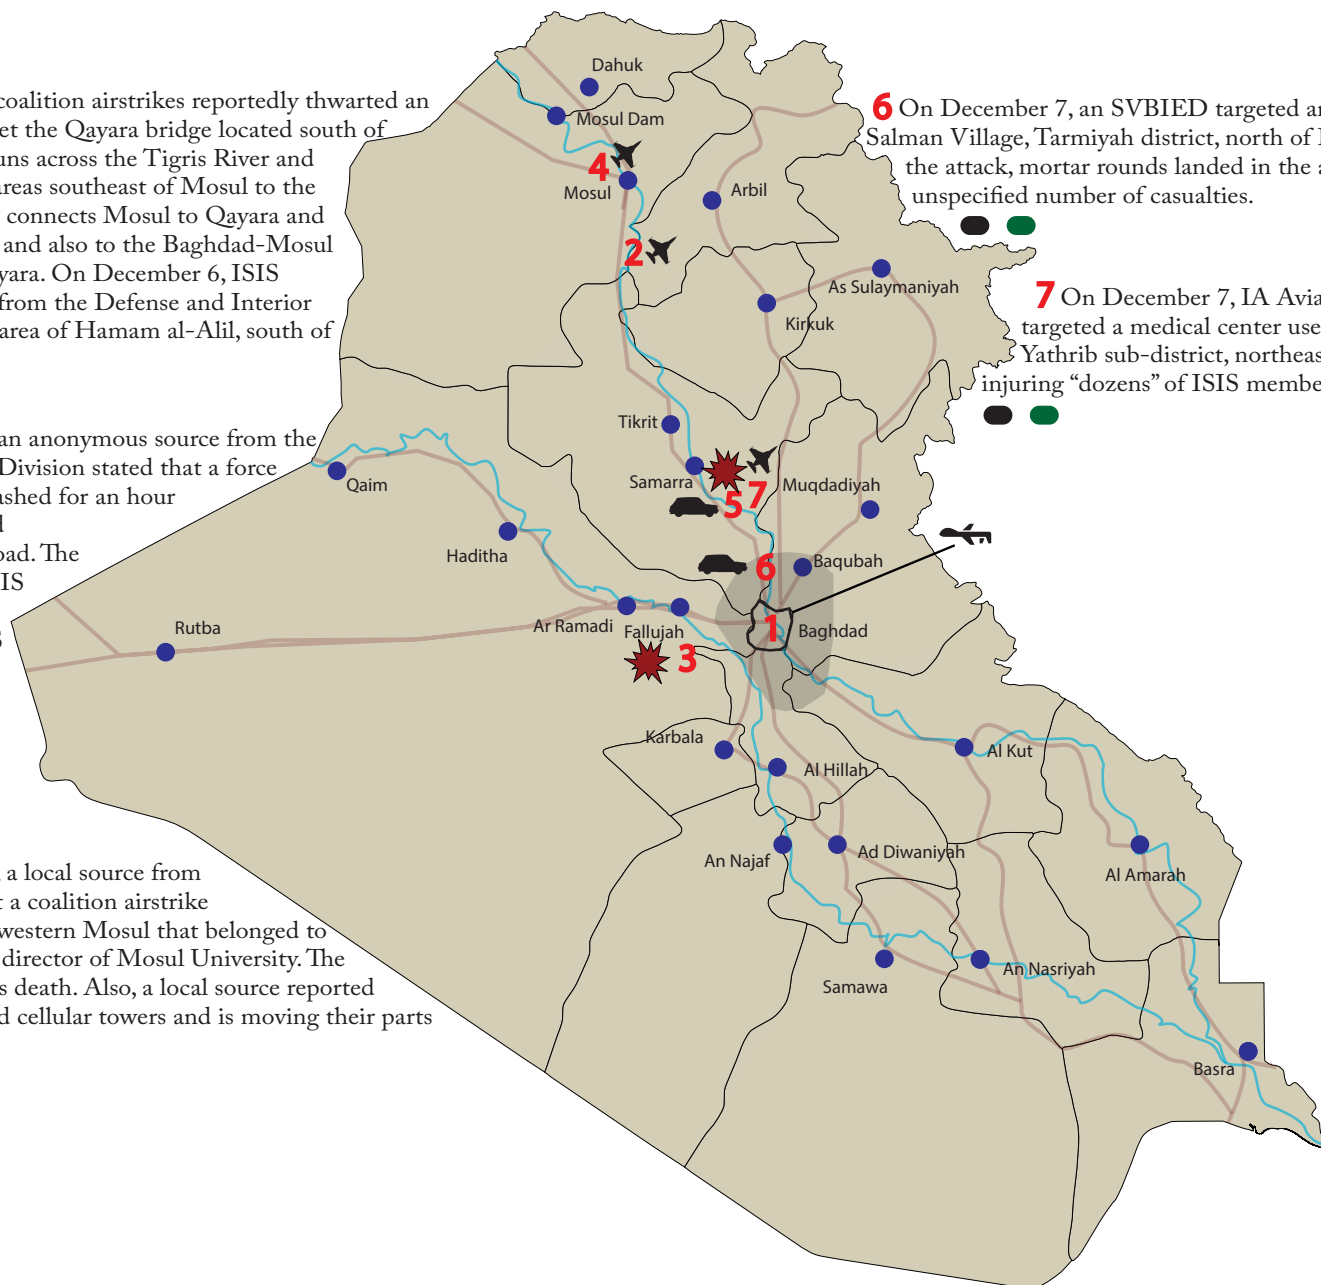 coalition airstrikes reportedly thwarted an
et the Qayara bridge located south of
uns across the Tigris River and
areas southeast of Mosul to the
connects Mosul to Qayara and
and also to the Baghdad-Mosul
yara. On December 6, ISIS
from the Defense and Interior
area of Hamam al-Alil, south of
an anonymous source from the
Division stated that a force
ashed for an hour
oad. The
IS
a local source from
a coalition airstrike
western Mosul that belonged to
director of Mosul University. The
s death. Also, a local source reported
d cellular towers and is moving their parts
6 On December 7, an SVBIED targeted an
Salman Village, Tarmiyah district, north of
the attack, mortar rounds landed in the a
unspecified number of casualties.
7 On December 7, IA Avia
targeted a medical center use
Yathrib sub-district, northeas
injuring “dozens” of ISIS membe
Dahuk
Mosul Dam
4
Mosul
Arbil
2
As Sulaymaniyah
Kirkuk
Tikrit
Samarra
Muqdadiyah
5
7
Qaim
Haditha
6
Baqubah
Rutba
Ar Ramadi
Fallujah
1
Baghdad
3
Karbala
Al Kut
Al Hillah
An Najaf
Ad Diwaniyah
Al Amarah
Samawa
An Nasriyah
Basra